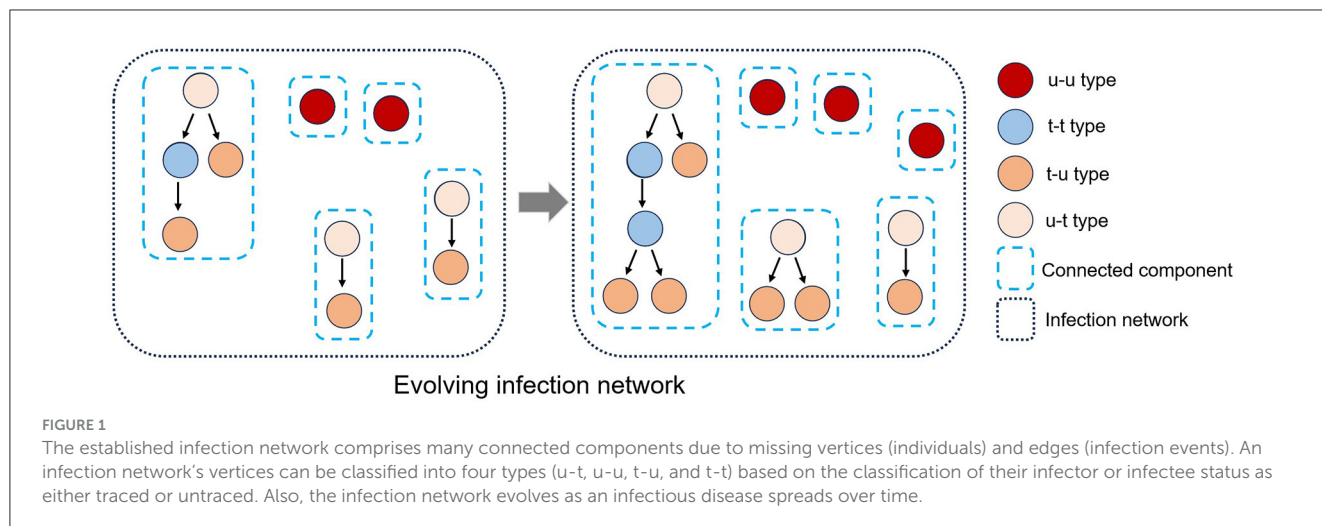 u-u type
t-t type
t-u type
u-t type
Connected component
Infection network
Evolving infection network
FIGURE 1
The established infection network comprises many connected components due to missing vertices (individuals) and edges (infection events). An
infection network's vertices can be classified into four types (u-t, u-u, t-u, and t-t) based on the classification of their infector or infectee status as
either traced or untraced. Also, the infection network evolves as an infectious disease spreads over time.